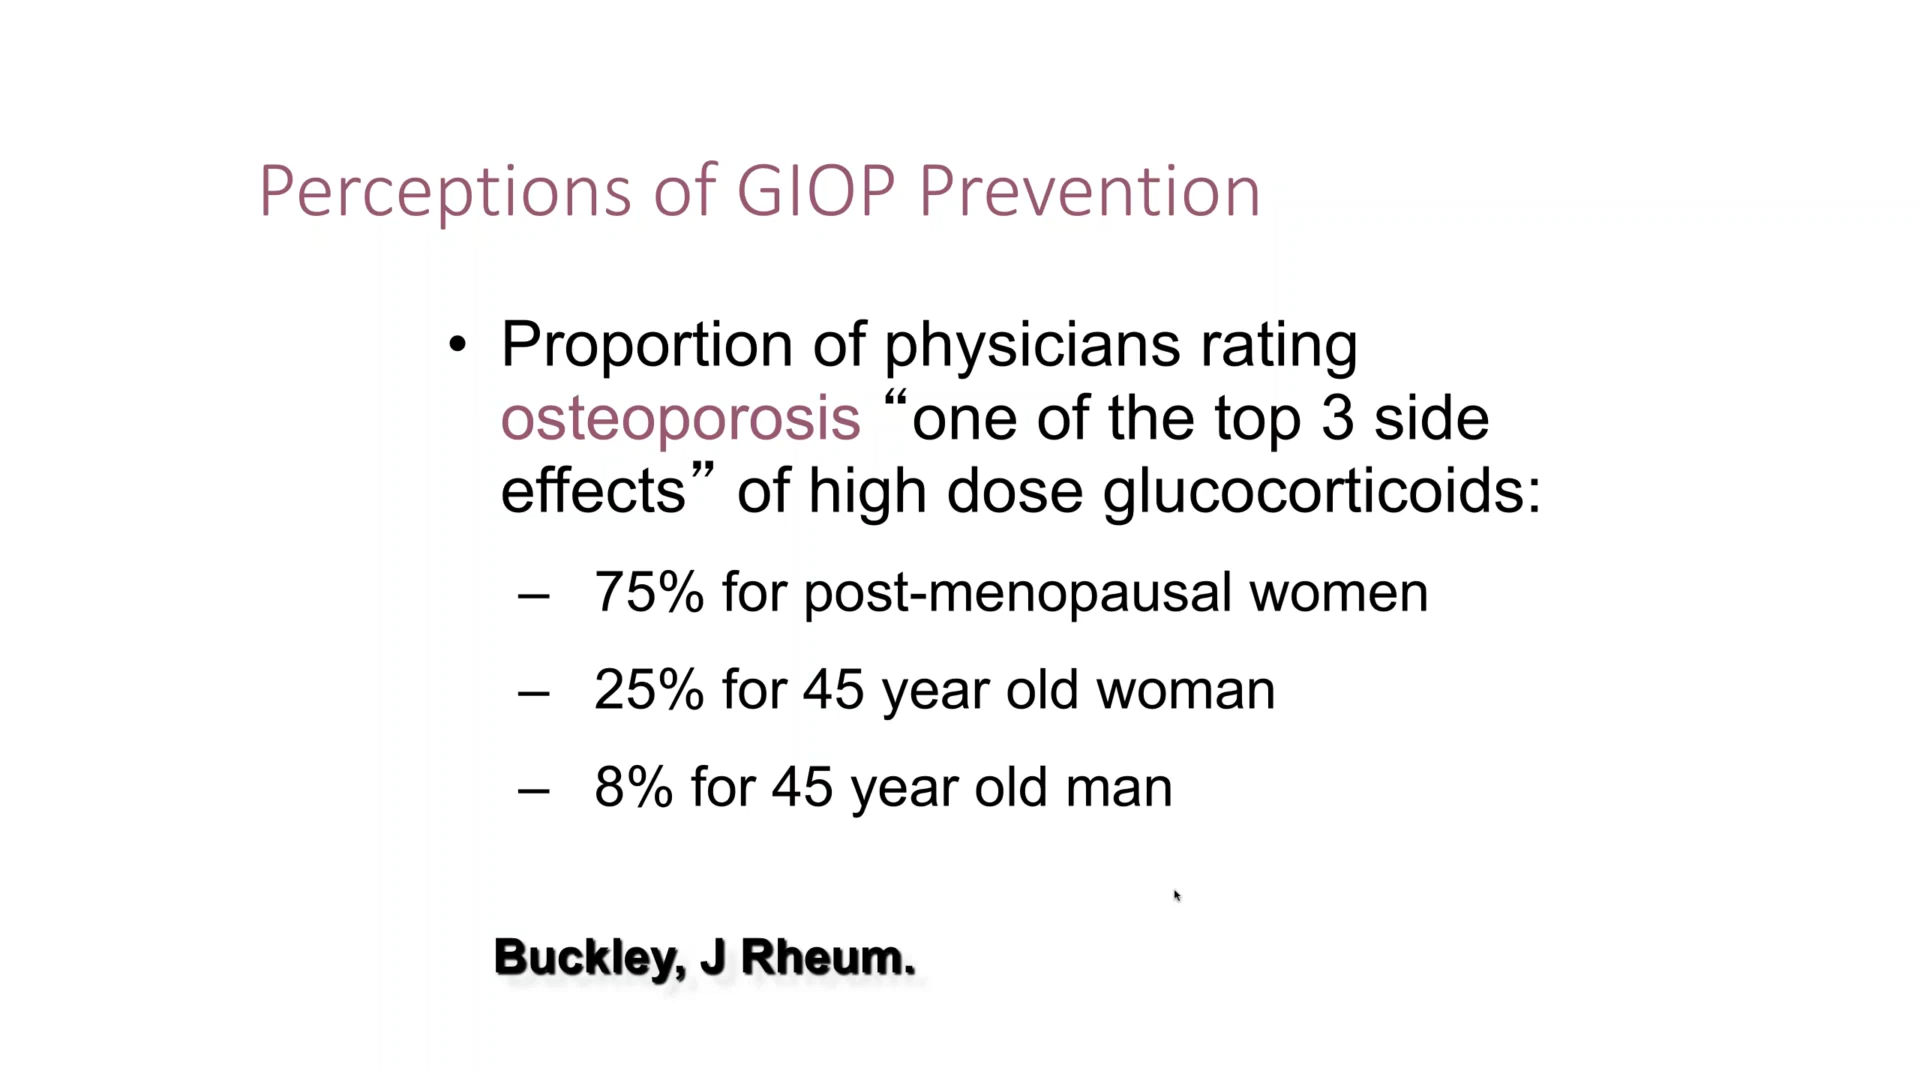 Perceptions of GIOP Prevention
• Proportion of physicians rating
osteoporosis “one of the top 3 side
effects” of high dose glucocorticoids:
– 75% for post-menopausal women
– 25% for 45 year old woman
– 8% for 45 year old man
Buckley, J Rheum.